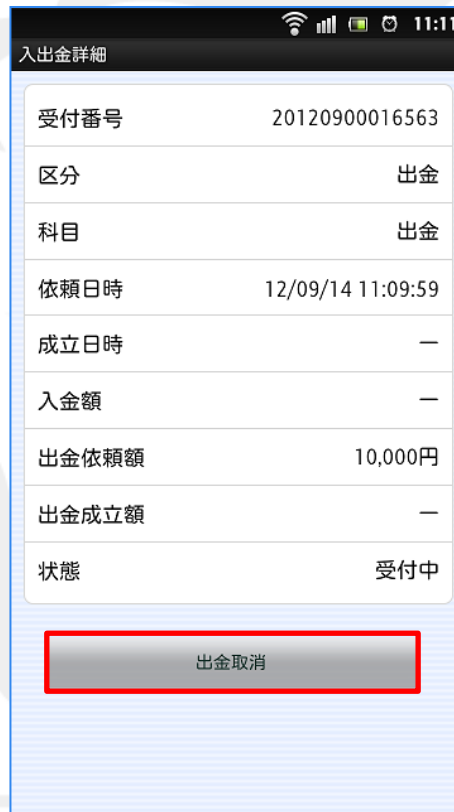 11:11
入出金詳細
受付番号 20120900016563
区分 出金
科目 出金
依頼日時 12/09/14 11:09:59
成立日時 ー
入金額 ー
出金依頼額 10,000円
出金成立額 ー
状態 受付中
出金取消